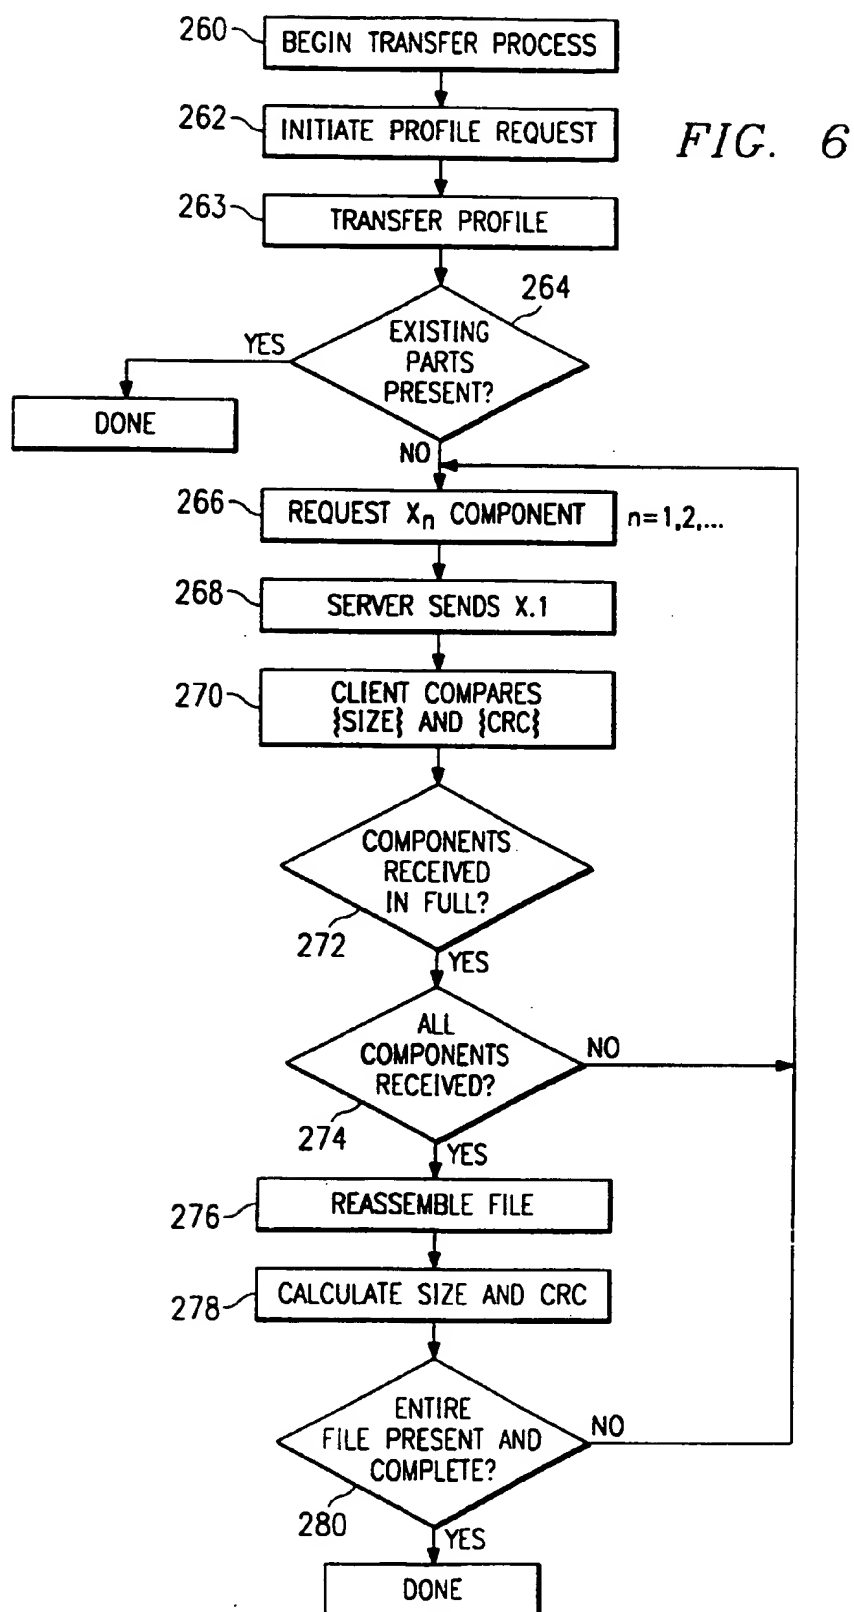 260
BEGIN TRANSFER PROCESS
262
INITIATE PROFILE REQUEST
FIG. 6
263
TRANSFER PROFILE
264
EXISTING
PARTS
PRESENT?
YES
DONE
NO
266
REQUEST Xn COMPONENT
n=1,2,...
268
SERVER SENDS X.1
270
CLIENT COMPARES
{SIZE} AND {CRC}
COMPONENTS
RECEIVED
IN FULL?
272
YES
ALL
COMPONENTS
RECEIVED?
NO
274
YES
276
REASSEMBLE FILE
278
CALCULATE SIZE AND CRC
ENTIRE
FILE PRESENT AND
COMPLETE?
NO
280
YES
DONE